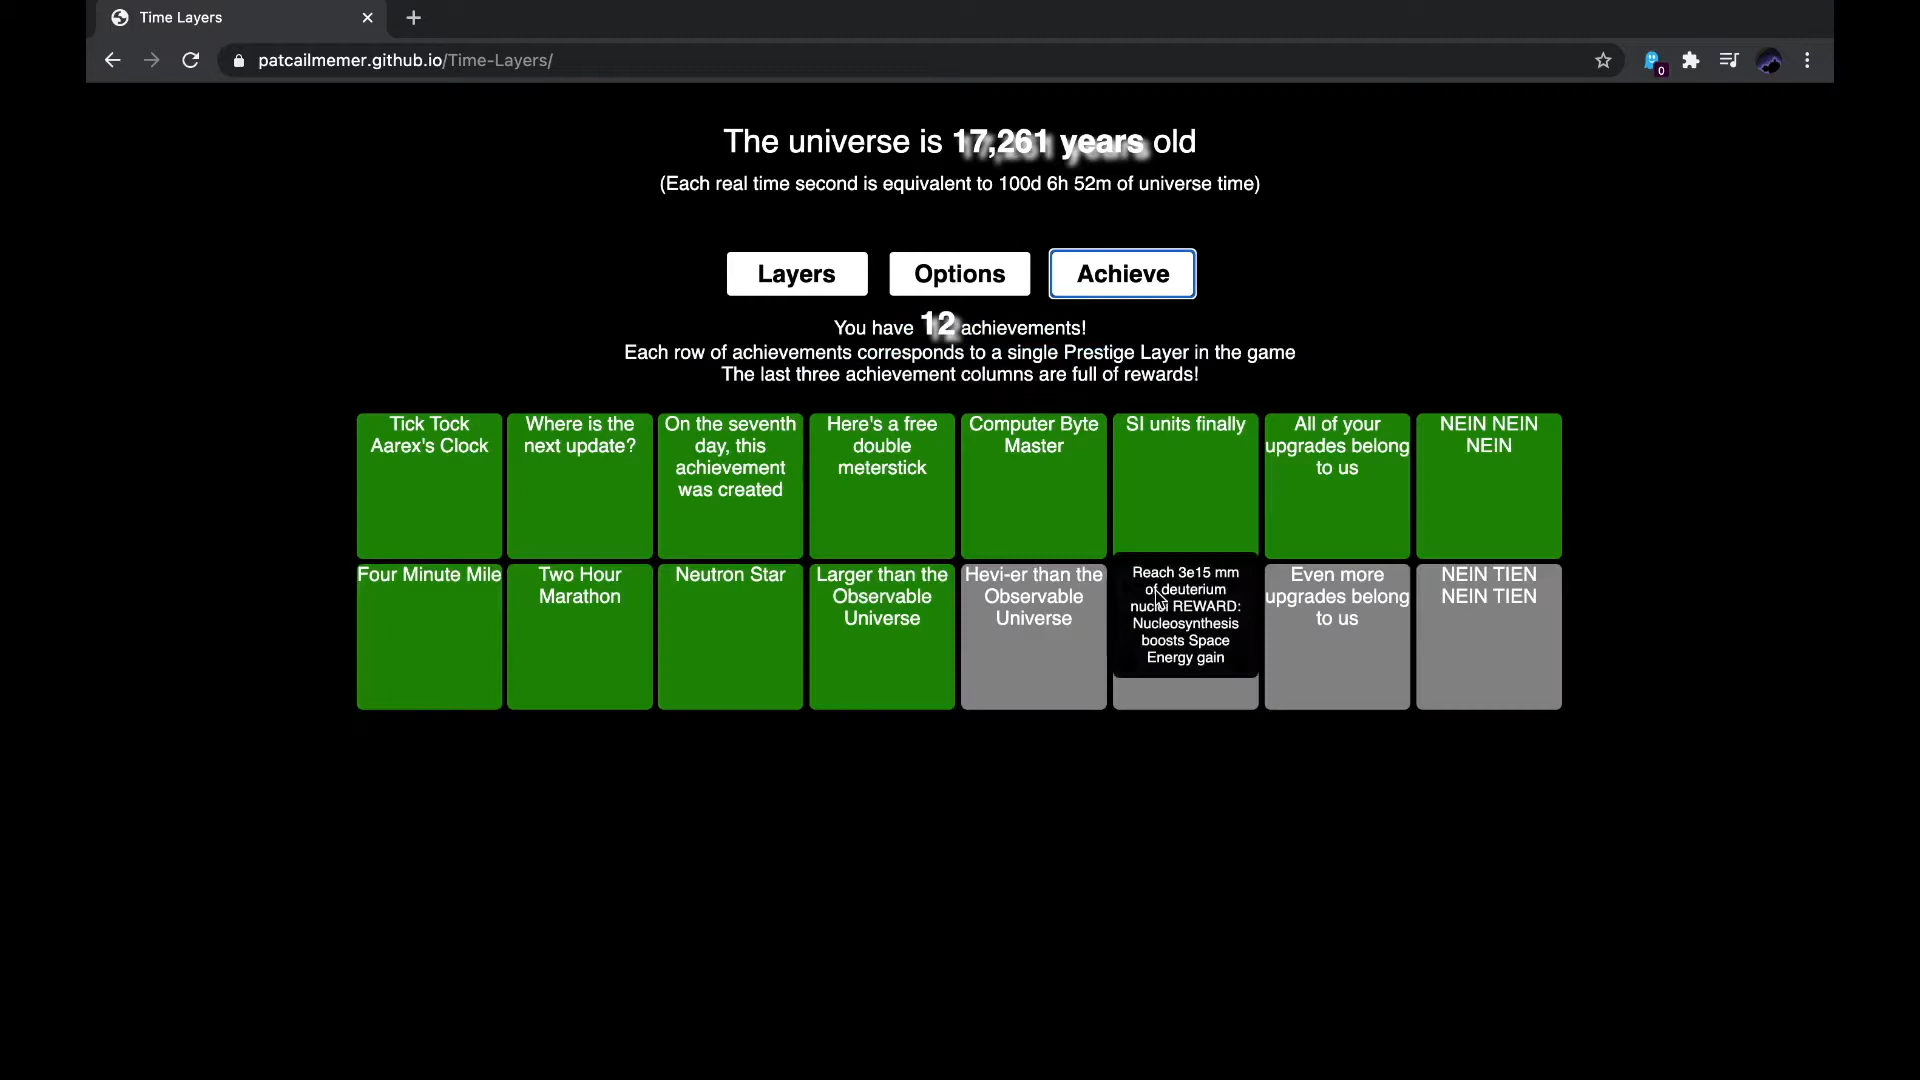 Time Layers
patcailmemer.github.io/Time-Layers/
0
The universe is 17,261 years old
(Each real time second is equivalent to 100d 6h 52m of universe time)
Layers
Options
Achieve
You have 12 achievements!
Each row of achievements corresponds to a single Prestige Layer in the game
The last three achievement columns are full of rewards!
Tick Tock
Aarex's Clock
Where is the
next update?
On the seventh
day, this
achievement
was created
Here's a free
double
meterstick
Computer Byte
Master
SI units finally
All of your
upgrades belong
to us
NEIN NEIN
NEIN
Four Minute Mile
Two Hour
Marathon
Neutron Star
Larger than the
Observable
Universe
Hevi-er than the
Observable
Universe
Reach 3e15 mm
of deuterium
nuclui REWARD:
Nucleosynthesis
boosts Space
Energy gain
Even more
upgrades belong
to us
NEIN TIEN
NEIN TIEN